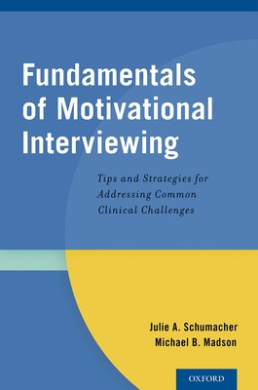 Fundamentals
of Motivational
Interviewing
Tips and Strategies for
Addressing Common
Clinical Challenges
Julie A. Schumacher
Michael B. Madson
OXFORD